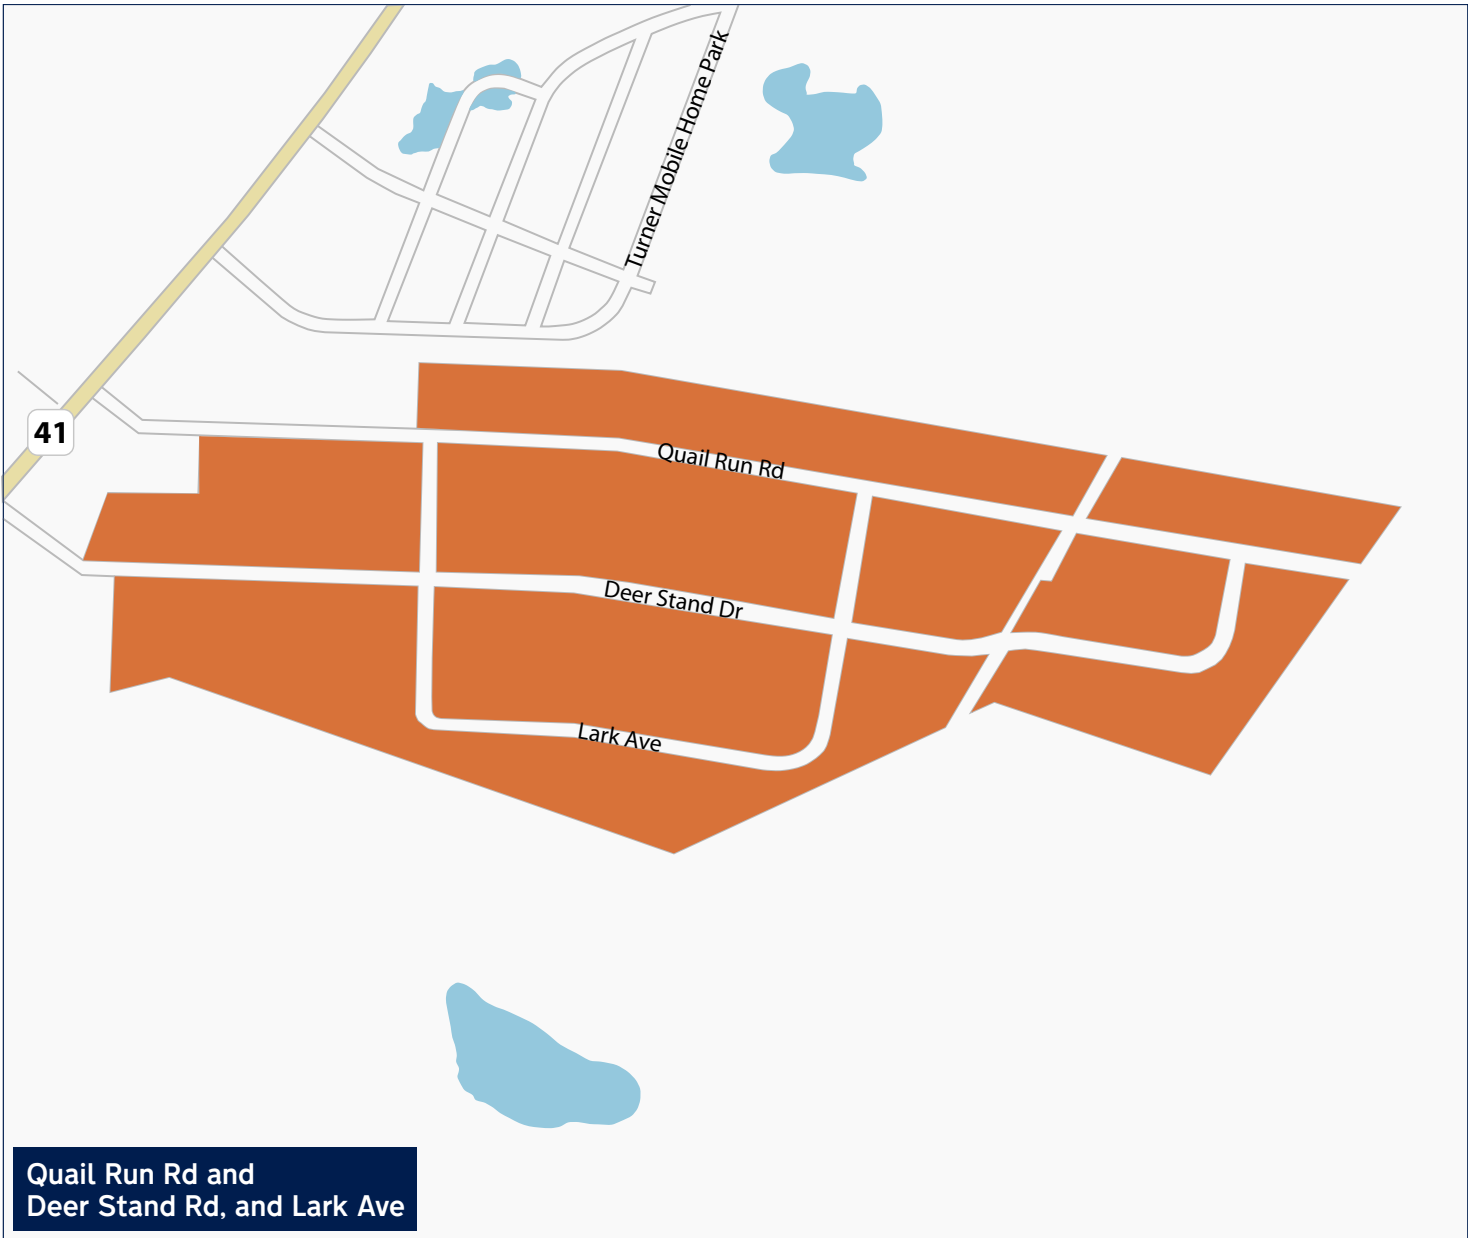 Turner Mobile Home Park
41
Quail Run Rd
Deer Stand Dr
Lark Ave
Quail Run Rd and
Deer Stand Rd, and Lark Ave